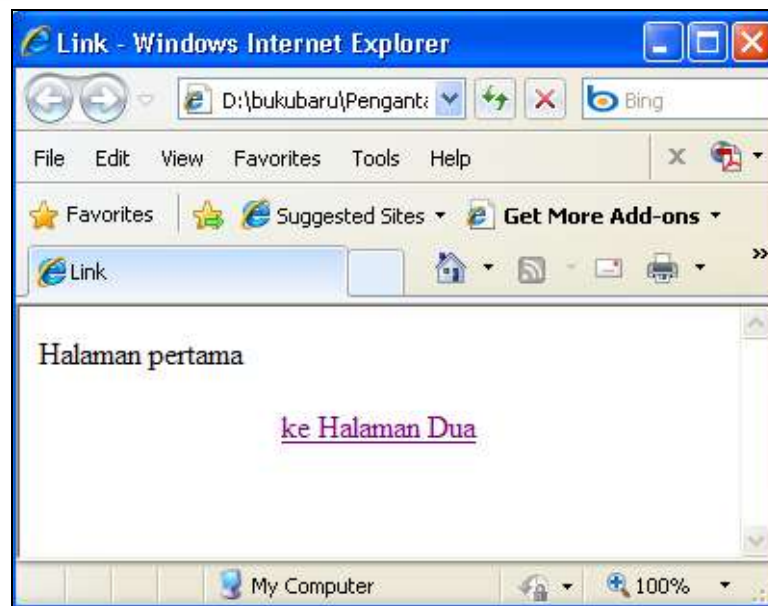 Link - Windows Internet Explorer
D:\bukubaru\Penganta
Bing
File Edit View Favorites Tools Help
Favorites Suggested Sites Get More Add-ons
Link
Halaman pertama
ke Halaman Dua
My Computer 100%